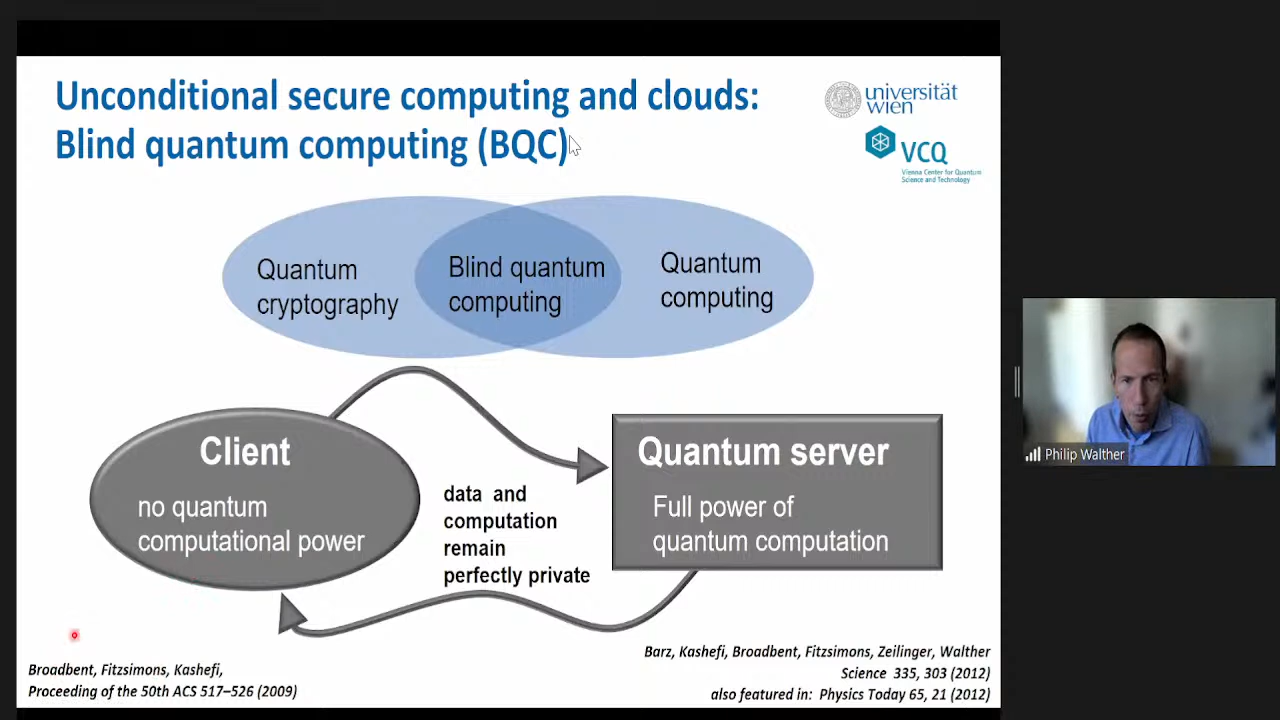 Unconditional secure computing and clouds:
Blind quantum computing (BQC)
universität
wien
VCQ
Vienna Center for Quantum
Science and Technology
Quantum
cryptography
Blind quantum
computing
Quantum
computing
Client
no quantum
computational power
data and
computation
remain
perfectly private
Quantum server
Full power of
quantum computation
Broadbent, Fitzsimons, Kashefi,
Proceeding of the 50th ACS 517–526 (2009)
Barz, Kashefi, Broadbent, Fitzsimons, Zeilinger, Walther
Science 335, 303 (2012)
also featured in: Physics Today 65, 21 (2012)
Philip Walther